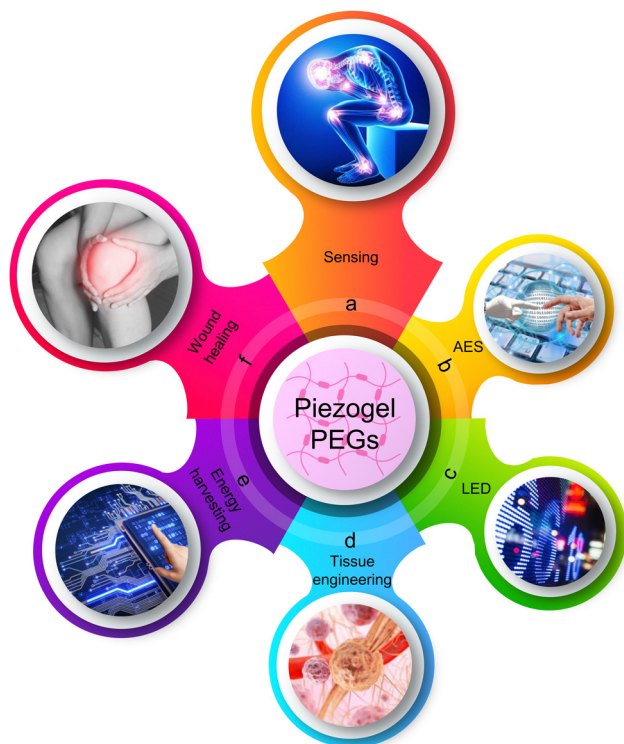 Piezogel
PEGs
Sensing
a
AES
b
LED
c
d
Tissue
engineering
Energy
harvesting
e
Wound
healing
f